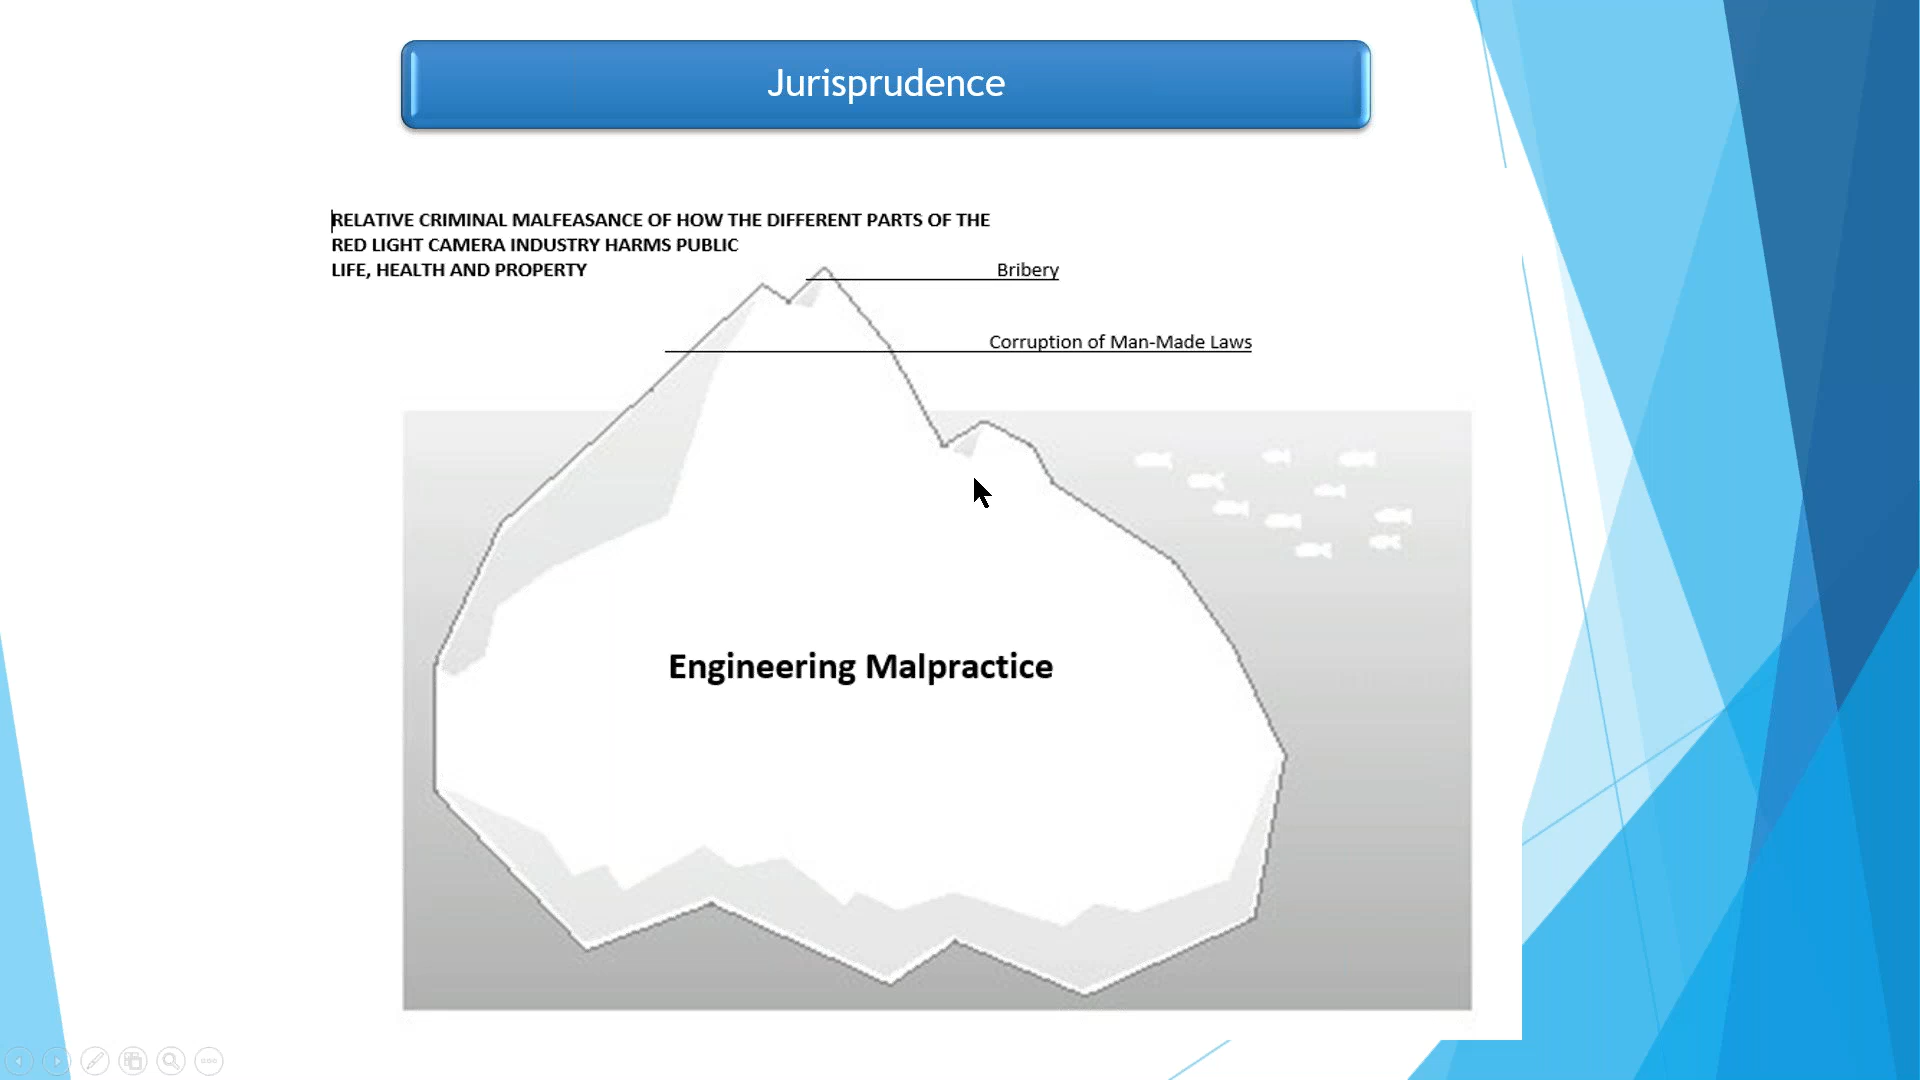 Jurisprudence
RELATIVE CRIMINAL MALFEASANCE OF HOW THE DIFFERENT PARTS OF THE
RED LIGHT CAMERA INDUSTRY HARMS PUBLIC
LIFE, HEALTH AND PROPERTY
Bribery
Corruption of Man-Made Laws
Engineering Malpractice